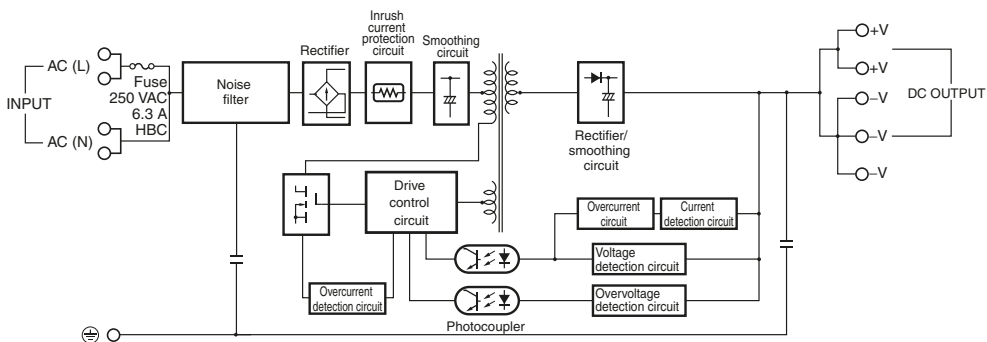 INPUT
AC (L)
AC (N)
Fuse
250 VAC
6.3 A
HBC
Noise
filter
Rectifier
Inrush
current
protection
circuit
Smoothing
circuit
Rectifier/
smoothing
circuit
+V
+V
−V
−V
−V
DC OUTPUT
Drive
control
circuit
Overcurrent
detection circuit
Overcurrent
circuit
Current
detection circuit
Voltage
detection circuit
Overvoltage
detection circuit
Photocoupler